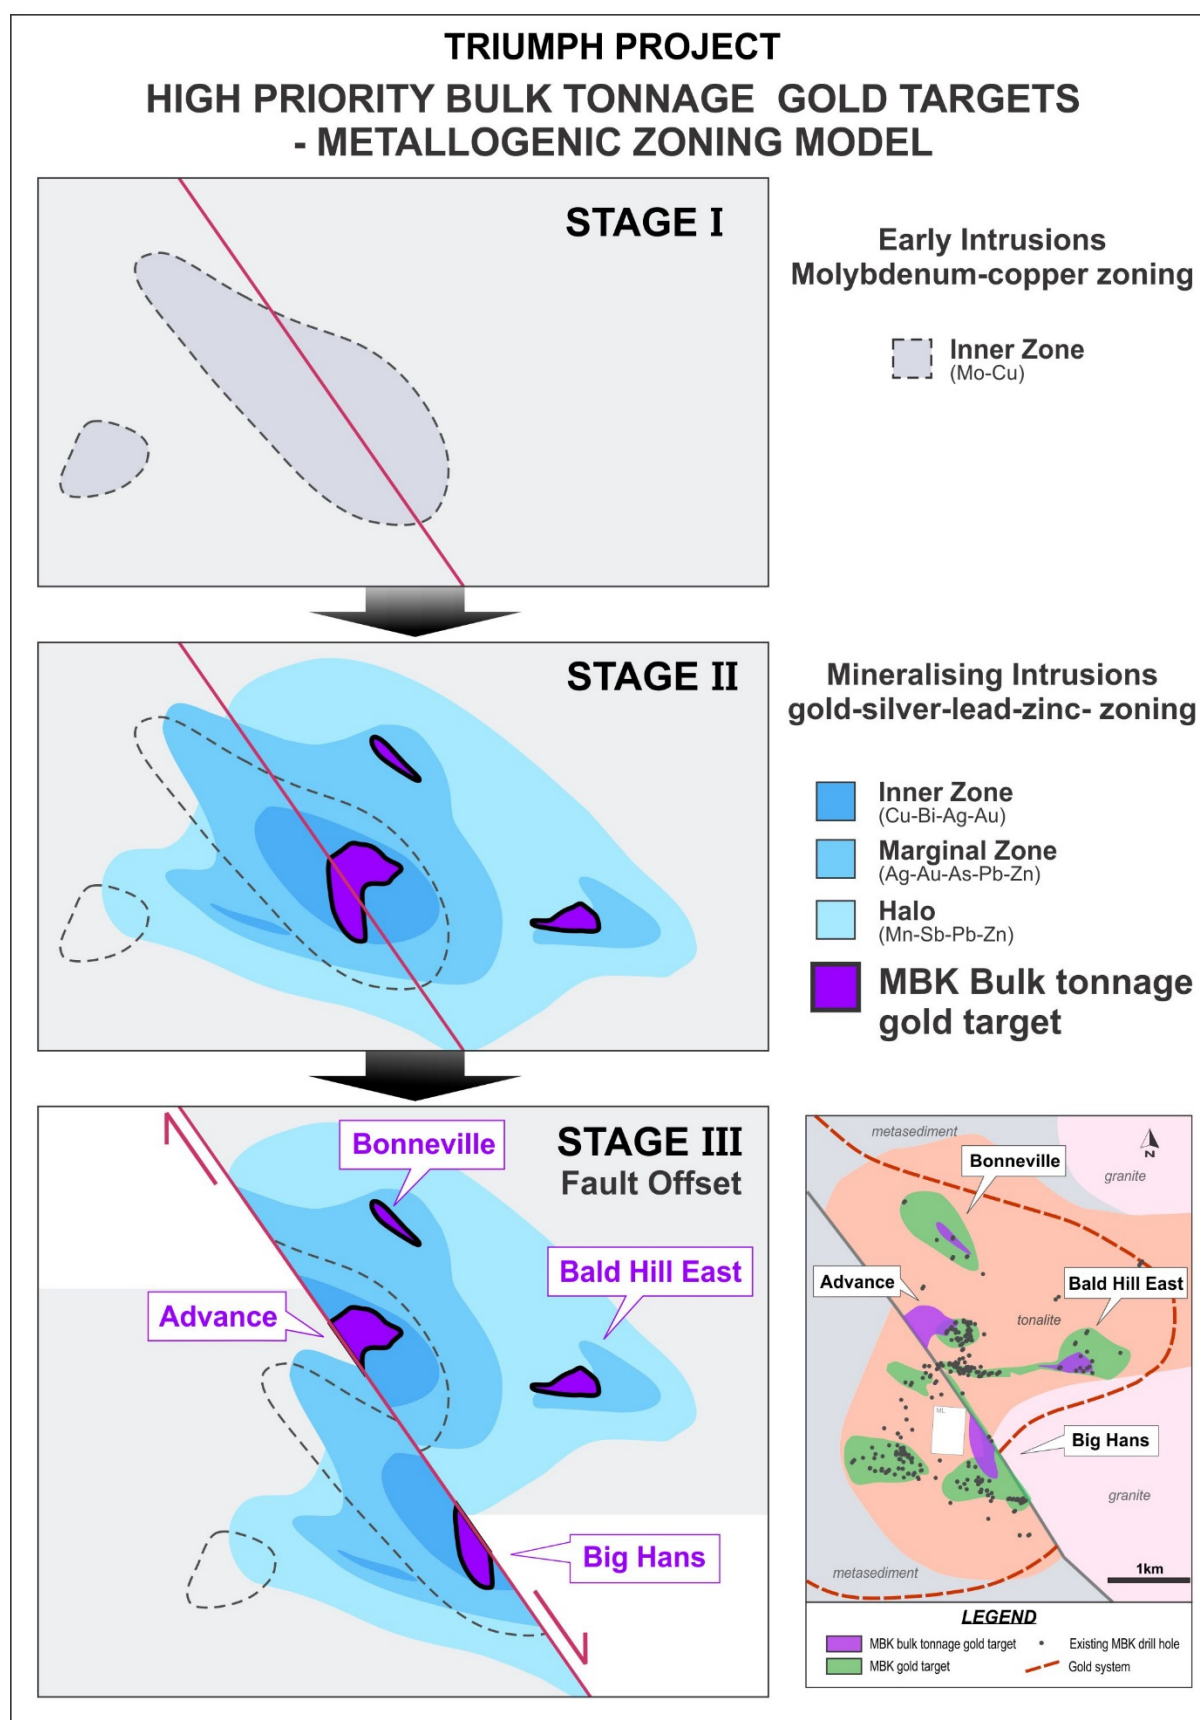 TRIUMPH PROJECT
HIGH PRIORITY BULK TONNAGE GOLD TARGETS
- METALLOGENIC ZONING MODEL
STAGE I
Early Intrusions
Molybdenum-copper zoning
Inner Zone
(Mo-Cu)
STAGE II
Mineralising Intrusions
gold-silver-lead-zinc- zoning
Inner Zone
(Cu-Bi-Ag-Au)
Marginal Zone
(Ag-Au-As-Pb-Zn)
Halo
(Mn-Sb-Pb-Zn)
MBK Bulk tonnage
gold target
STAGE III
Fault Offset
Bonneville
Bald Hill East
Advance
Big Hans
metasediment
N
granite
Bonneville
Advance
Bald Hill East
tonalite
ML
Big Hans
granite
metasediment
1km
LEGEND
MBK bulk tonnage gold target
Existing MBK drill hole
MBK gold target
Gold system